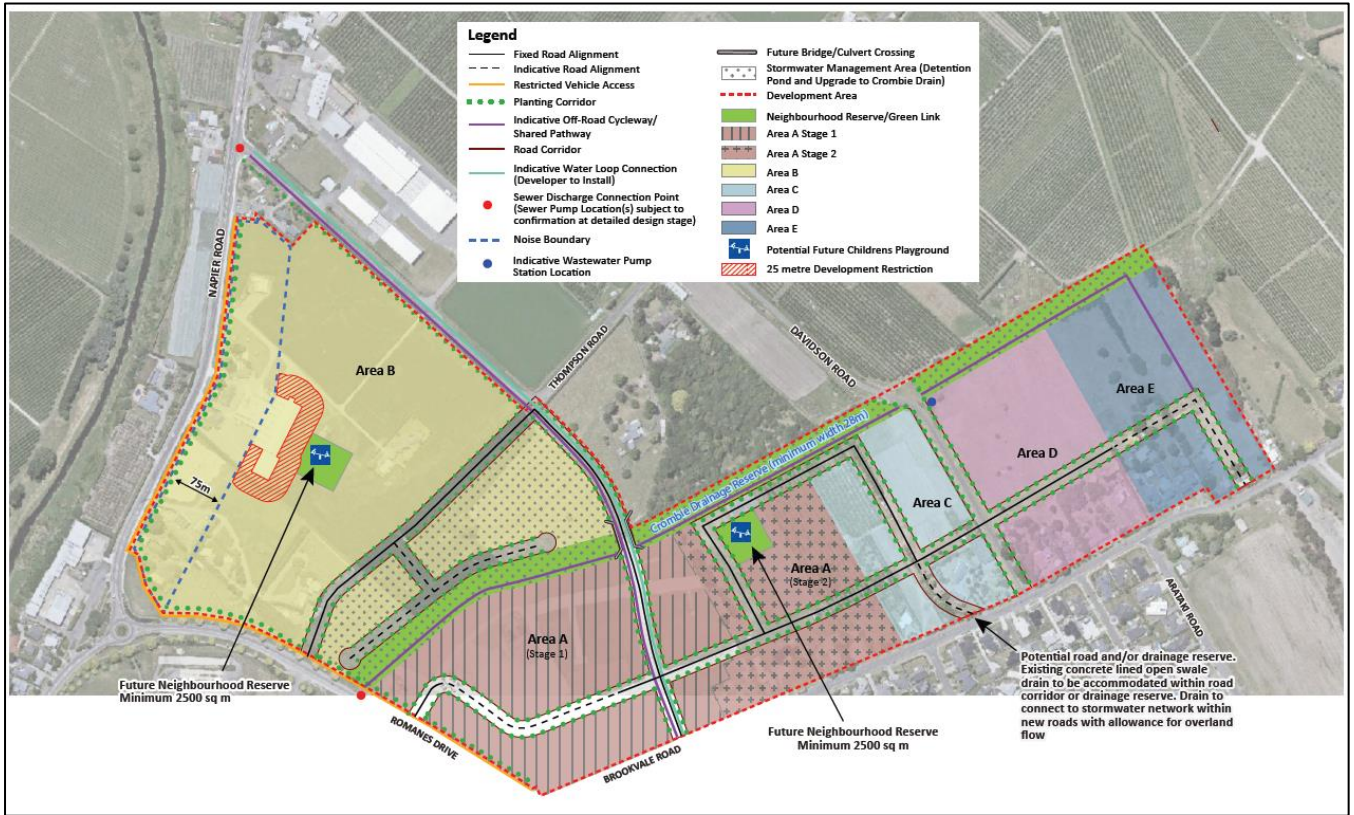 Legend
Fixed Road Alignment
Indicative Road Alignment
Restricted Vehicle Access
Planting Corridor
Indicative Off-Road Cycleway/
Shared Pathway
Road Corridor
Indicative Water Loop Connection
(Developer to Install)
Sewer Discharge Connection Point
(Sewer Pump Location(s) subject to
confirmation at detailed design stage)
Noise Boundary
Indicative Wastewater Pump
Station Location
Future Bridge/Culvert Crossing
Stormwater Management Area (Detention
Pond and Upgrade to Crombie Drain)
Development Area
Neighbourhood Reserve/Green Link
Area A Stage 1
Area A Stage 2
Area B
Area C
Area D
Area E
Potential Future Childrens Playground
25 metre Development Restriction
NAPIER ROAD
Area B
THOMPSON ROAD
DAVIDSON ROAD
75m
Crombie Drainage Reserve (minimum width 28m)
Area E
Area D
Area C
Area A
(Stage 2)
Area A
(Stage 1)
ARATAKI ROAD
Future Neighbourhood Reserve
Minimum 2500 sq m
ROMANES DRIVE
BROOKVALE ROAD
Future Neighbourhood Reserve
Minimum 2500 sq m
Potential road and/or drainage reserve.
Existing concrete lined open swale
drain to be accommodated within road
corridor or drainage reserve. Drain to
connect to stormwater network within
new roads with allowance for overland
flow